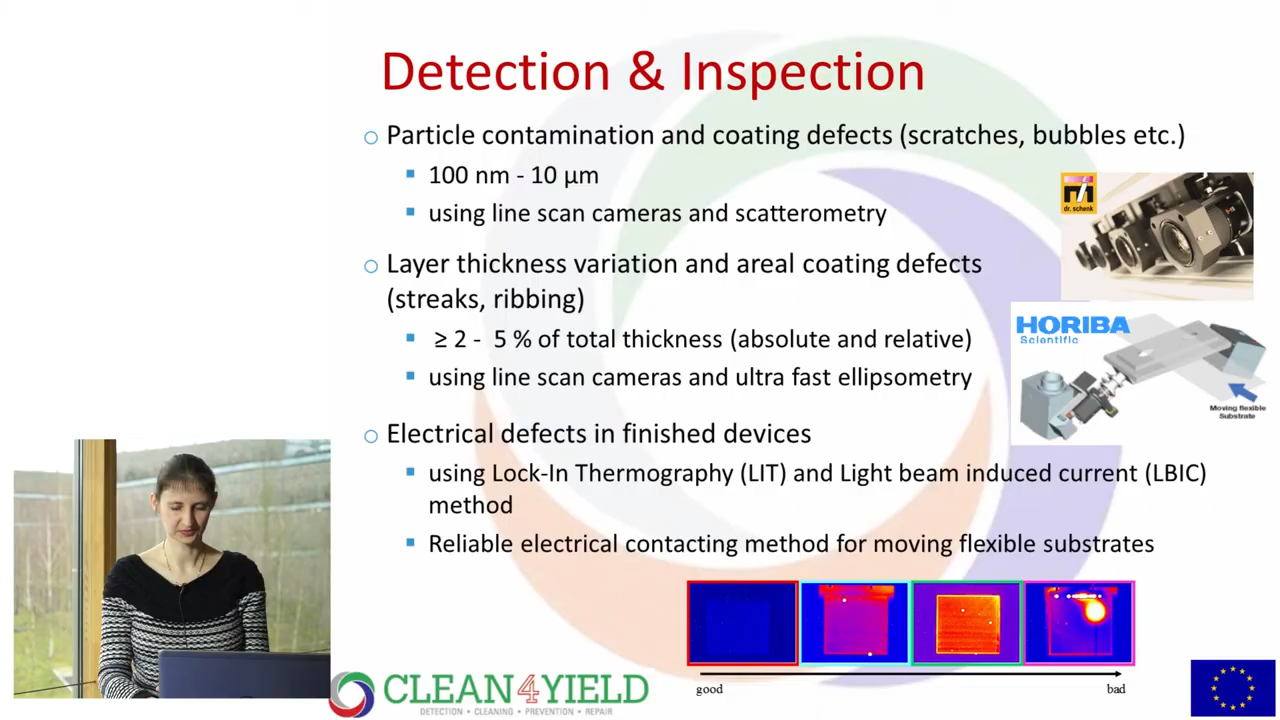 Detection & Inspection
Particle contamination and coating defects (scratches, bubbles etc.)
100 nm - 10 µm
using line scan cameras and scatterometry
dr. schenk
Layer thickness variation and areal coating defects
(streaks, ribbing)
≥ 2 - 5 % of total thickness (absolute and relative)
using line scan cameras and ultra fast ellipsometry
HORIBA
Scientific
Moving flexible
Substrate
Electrical defects in finished devices
using Lock-In Thermography (LIT) and Light beam induced current (LBIC)
method
Reliable electrical contacting method for moving flexible substrates
good
bad
CLEAN4YIELD
DETECTION • CLEANING • PREVENTION • REPAIR